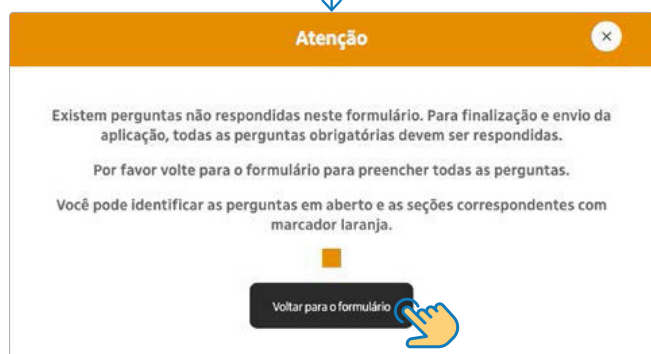 Atenção
Existem perguntas não respondidas neste formulário. Para finalização e envio da
aplicação, todas as perguntas obrigatórias devem ser respondidas.
Por favor volte para o formulário para preencher todas as perguntas.
Você pode identificar as perguntas em aberto e as seções correspondentes com
marcador laranja.
Voltar para o formulário